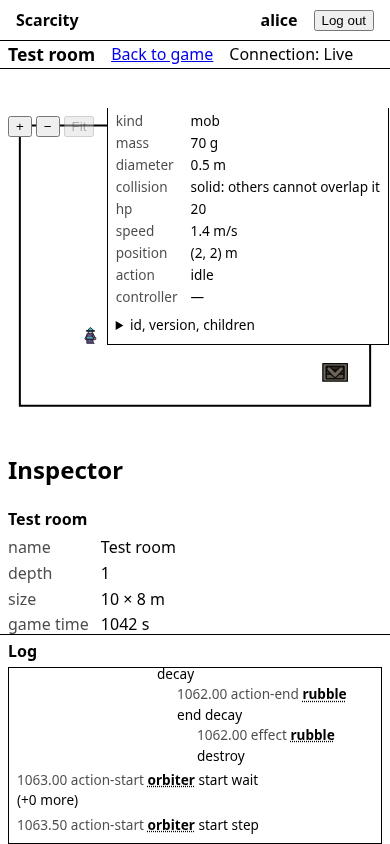 Scarcity alice Log out
Test room Back to game Connection: Live
+ − Fit
kind mob
mass 70 g
diameter 0.5 m
collision solid: others cannot overlap it
hp 20
speed 1.4 m/s
position (2, 2) m
action idle
controller —
▶ id, version, children
Inspector
Test room
name Test room
depth 1
size 10 × 8 m
game time 1042 s
Log
decay
1062.00 action-end rubble
end decay
1062.00 effect rubble
destroy
1063.00 action-start orbiter start wait
(+0 more)
1063.50 action-start orbiter start step